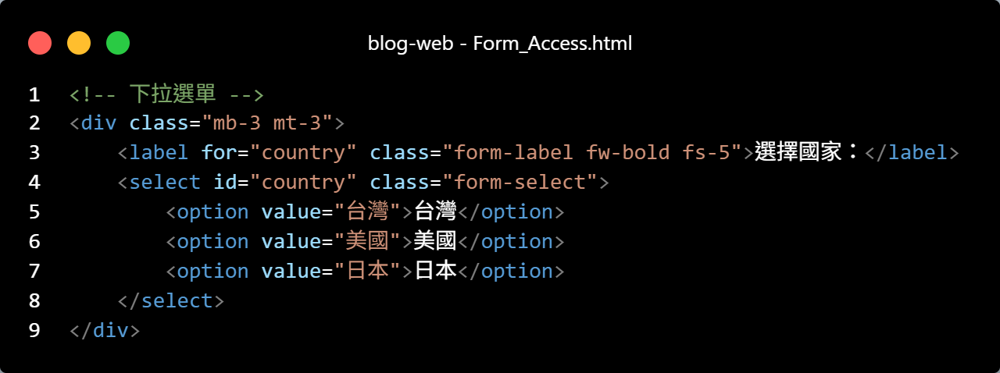 blog-web - Form_Access.html
1 <!-- 下拉選單 -->
2 <div class="mb-3 mt-3">
3     <label for="country" class="form-label fw-bold fs-5">選擇國家：</label>
4     <select id="country" class="form-select">
5         <option value="台灣">台灣</option>
6         <option value="美國">美國</option>
7         <option value="日本">日本</option>
8     </select>
9 </div>